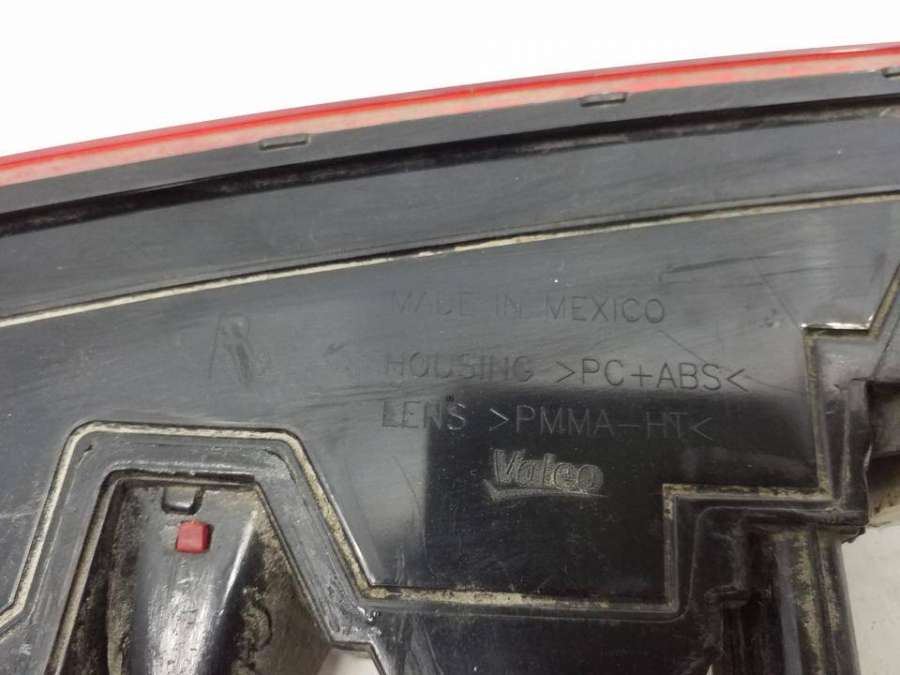 MADE IN MEXICO
HOUSING >PC+ABS<
LENS >PMMA-HT<
Valeo